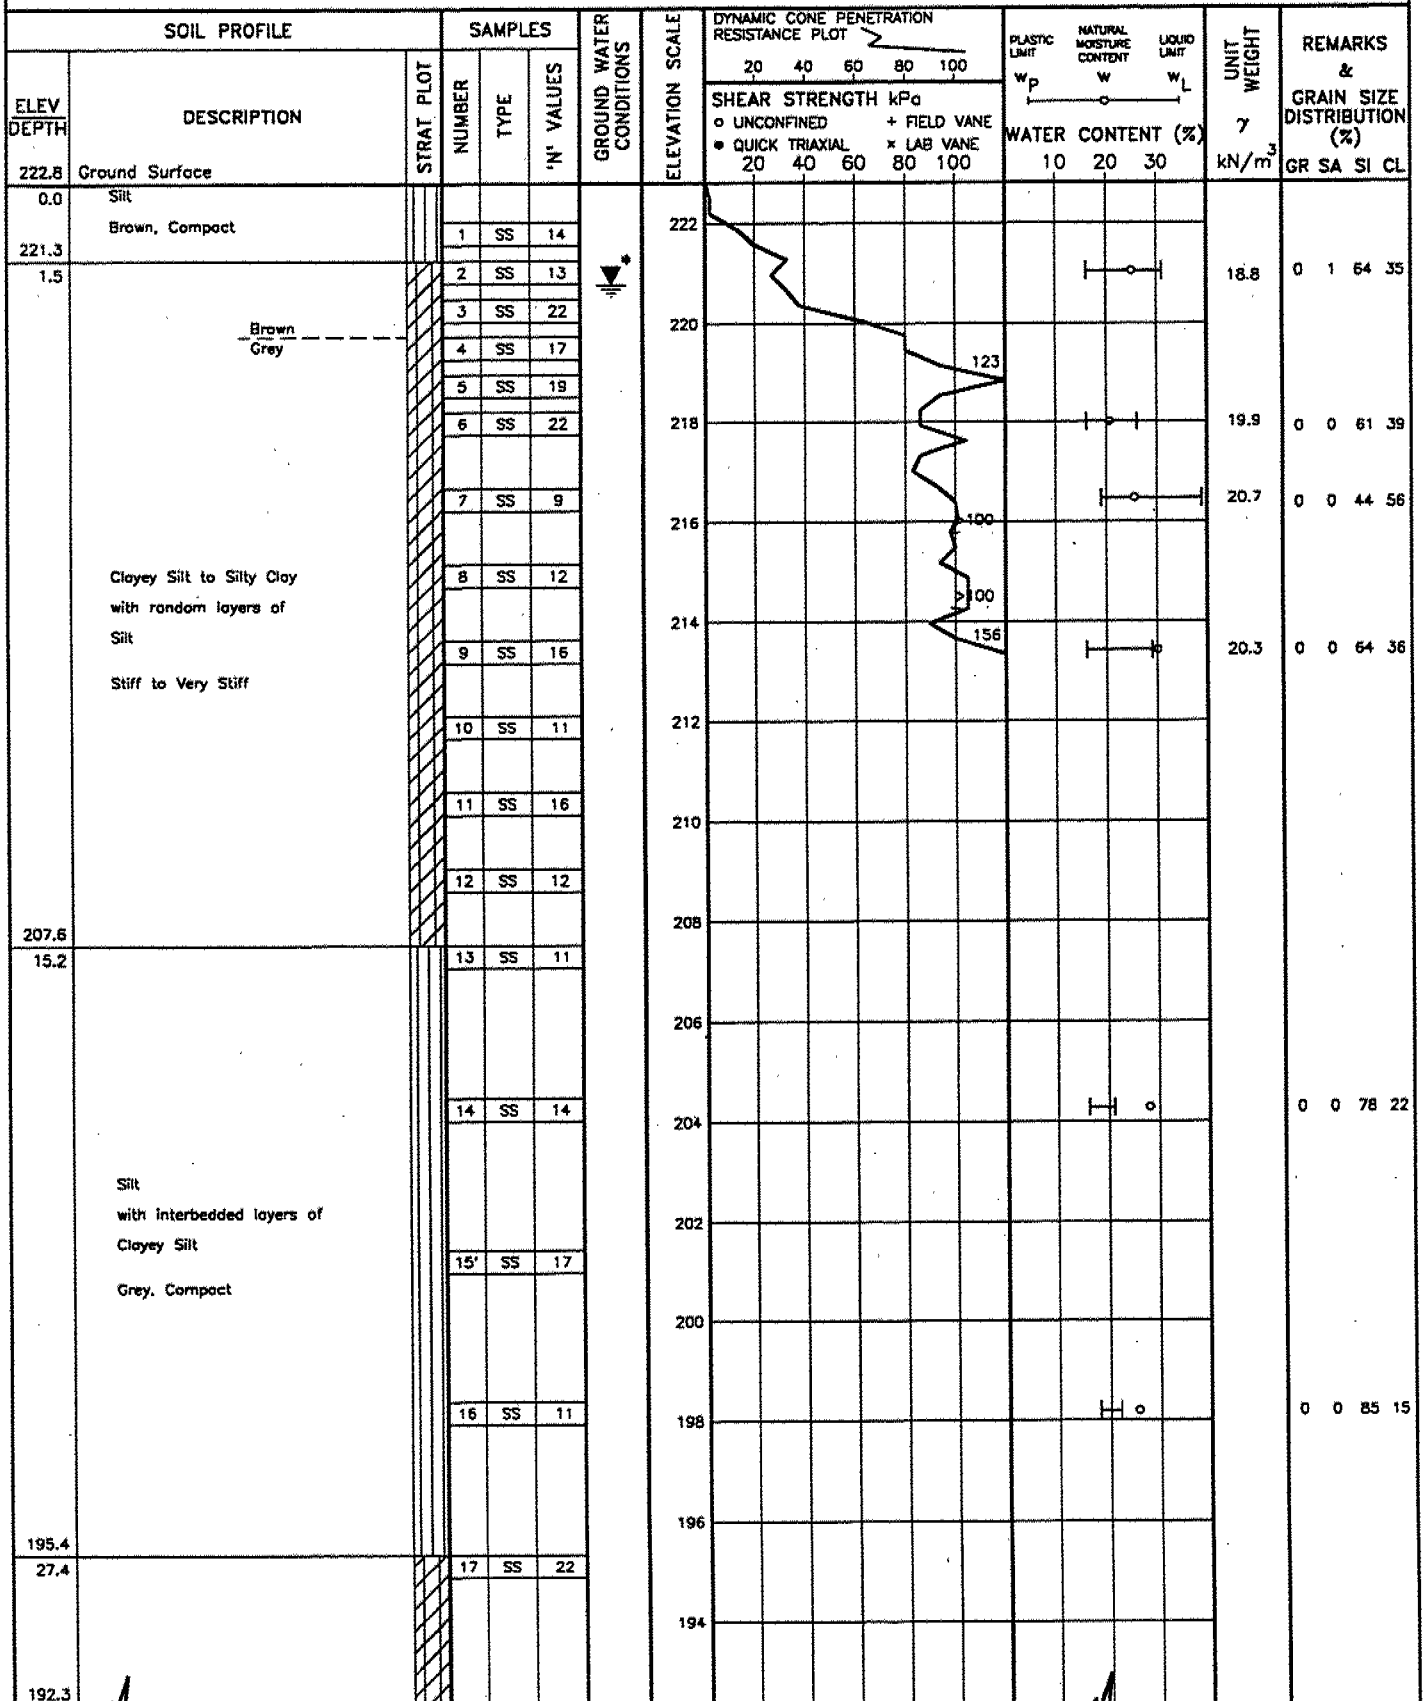 SOIL PROFILE
SAMPLES
GROUND WATER CONDITIONS
ELEVATION SCALE
DYNAMIC CONE PENETRATION
RESISTANCE PLOT
20 40 60 80 100
SHEAR STRENGTH kPa
o UNCONFINED + FIELD VANE
• QUICK TRIAXIAL × LAB VANE
20 40 60 80 100
PLASTIC LIMIT
NATURAL MOISTURE CONTENT
LIQUID LIMIT
WP W WL
WATER CONTENT (%)
10 20 30
UNIT WEIGHT
γ
kN/m3
REMARKS
&
GRAIN SIZE
DISTRIBUTION
(%)
GR SA SI CL
ELEV
DEPTH
DESCRIPTION
STRAT PLOT
NUMBER
TYPE
'N' VALUES
222.8 Ground Surface
0.0 Silt
Brown, Compact
1 SS 14
222
221.3
1.5
2 SS 13
*
18.8 0 1 64 35
3 SS 22
220
Brown
Grey
4 SS 17
123
5 SS 19
6 SS 22
218
19.9 0 0 61 39
7 SS 9
20.7 0 0 44 56
216
100
Clayey Silt to Silty Clay
with random layers of
Silt
Stiff to Very Stiff
8 SS 12
100
214
156
9 SS 16
20.3 0 0 64 36
10 SS 11
212
11 SS 16
210
12 SS 12
208
207.6
15.2
13 SS 11
206
14 SS 14
204
0 0 78 22
Silt
with interbedded layers of
Clayey Silt
Grey, Compact
202
15' SS 17
200
16 SS 11
198
0 0 85 15
196
195.4
27.4
17 SS 22
194
192.3